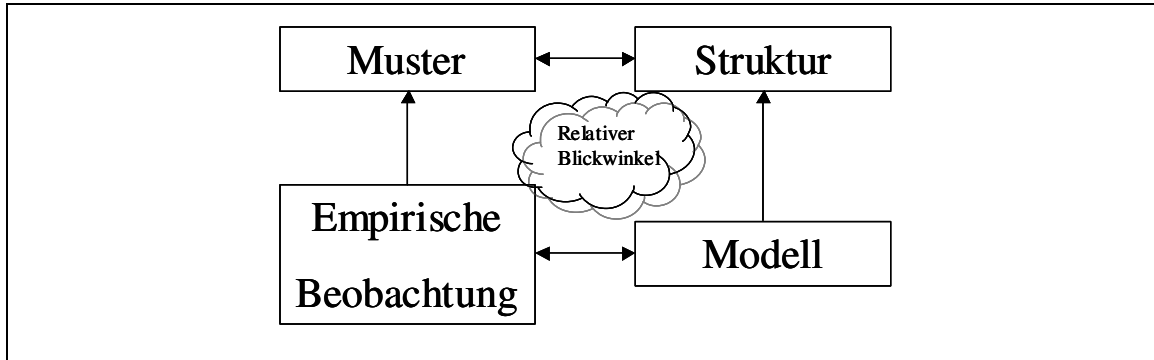 Muster
Struktur
Relativer
Blickwinkel
Empirische
Beobachtung
Modell